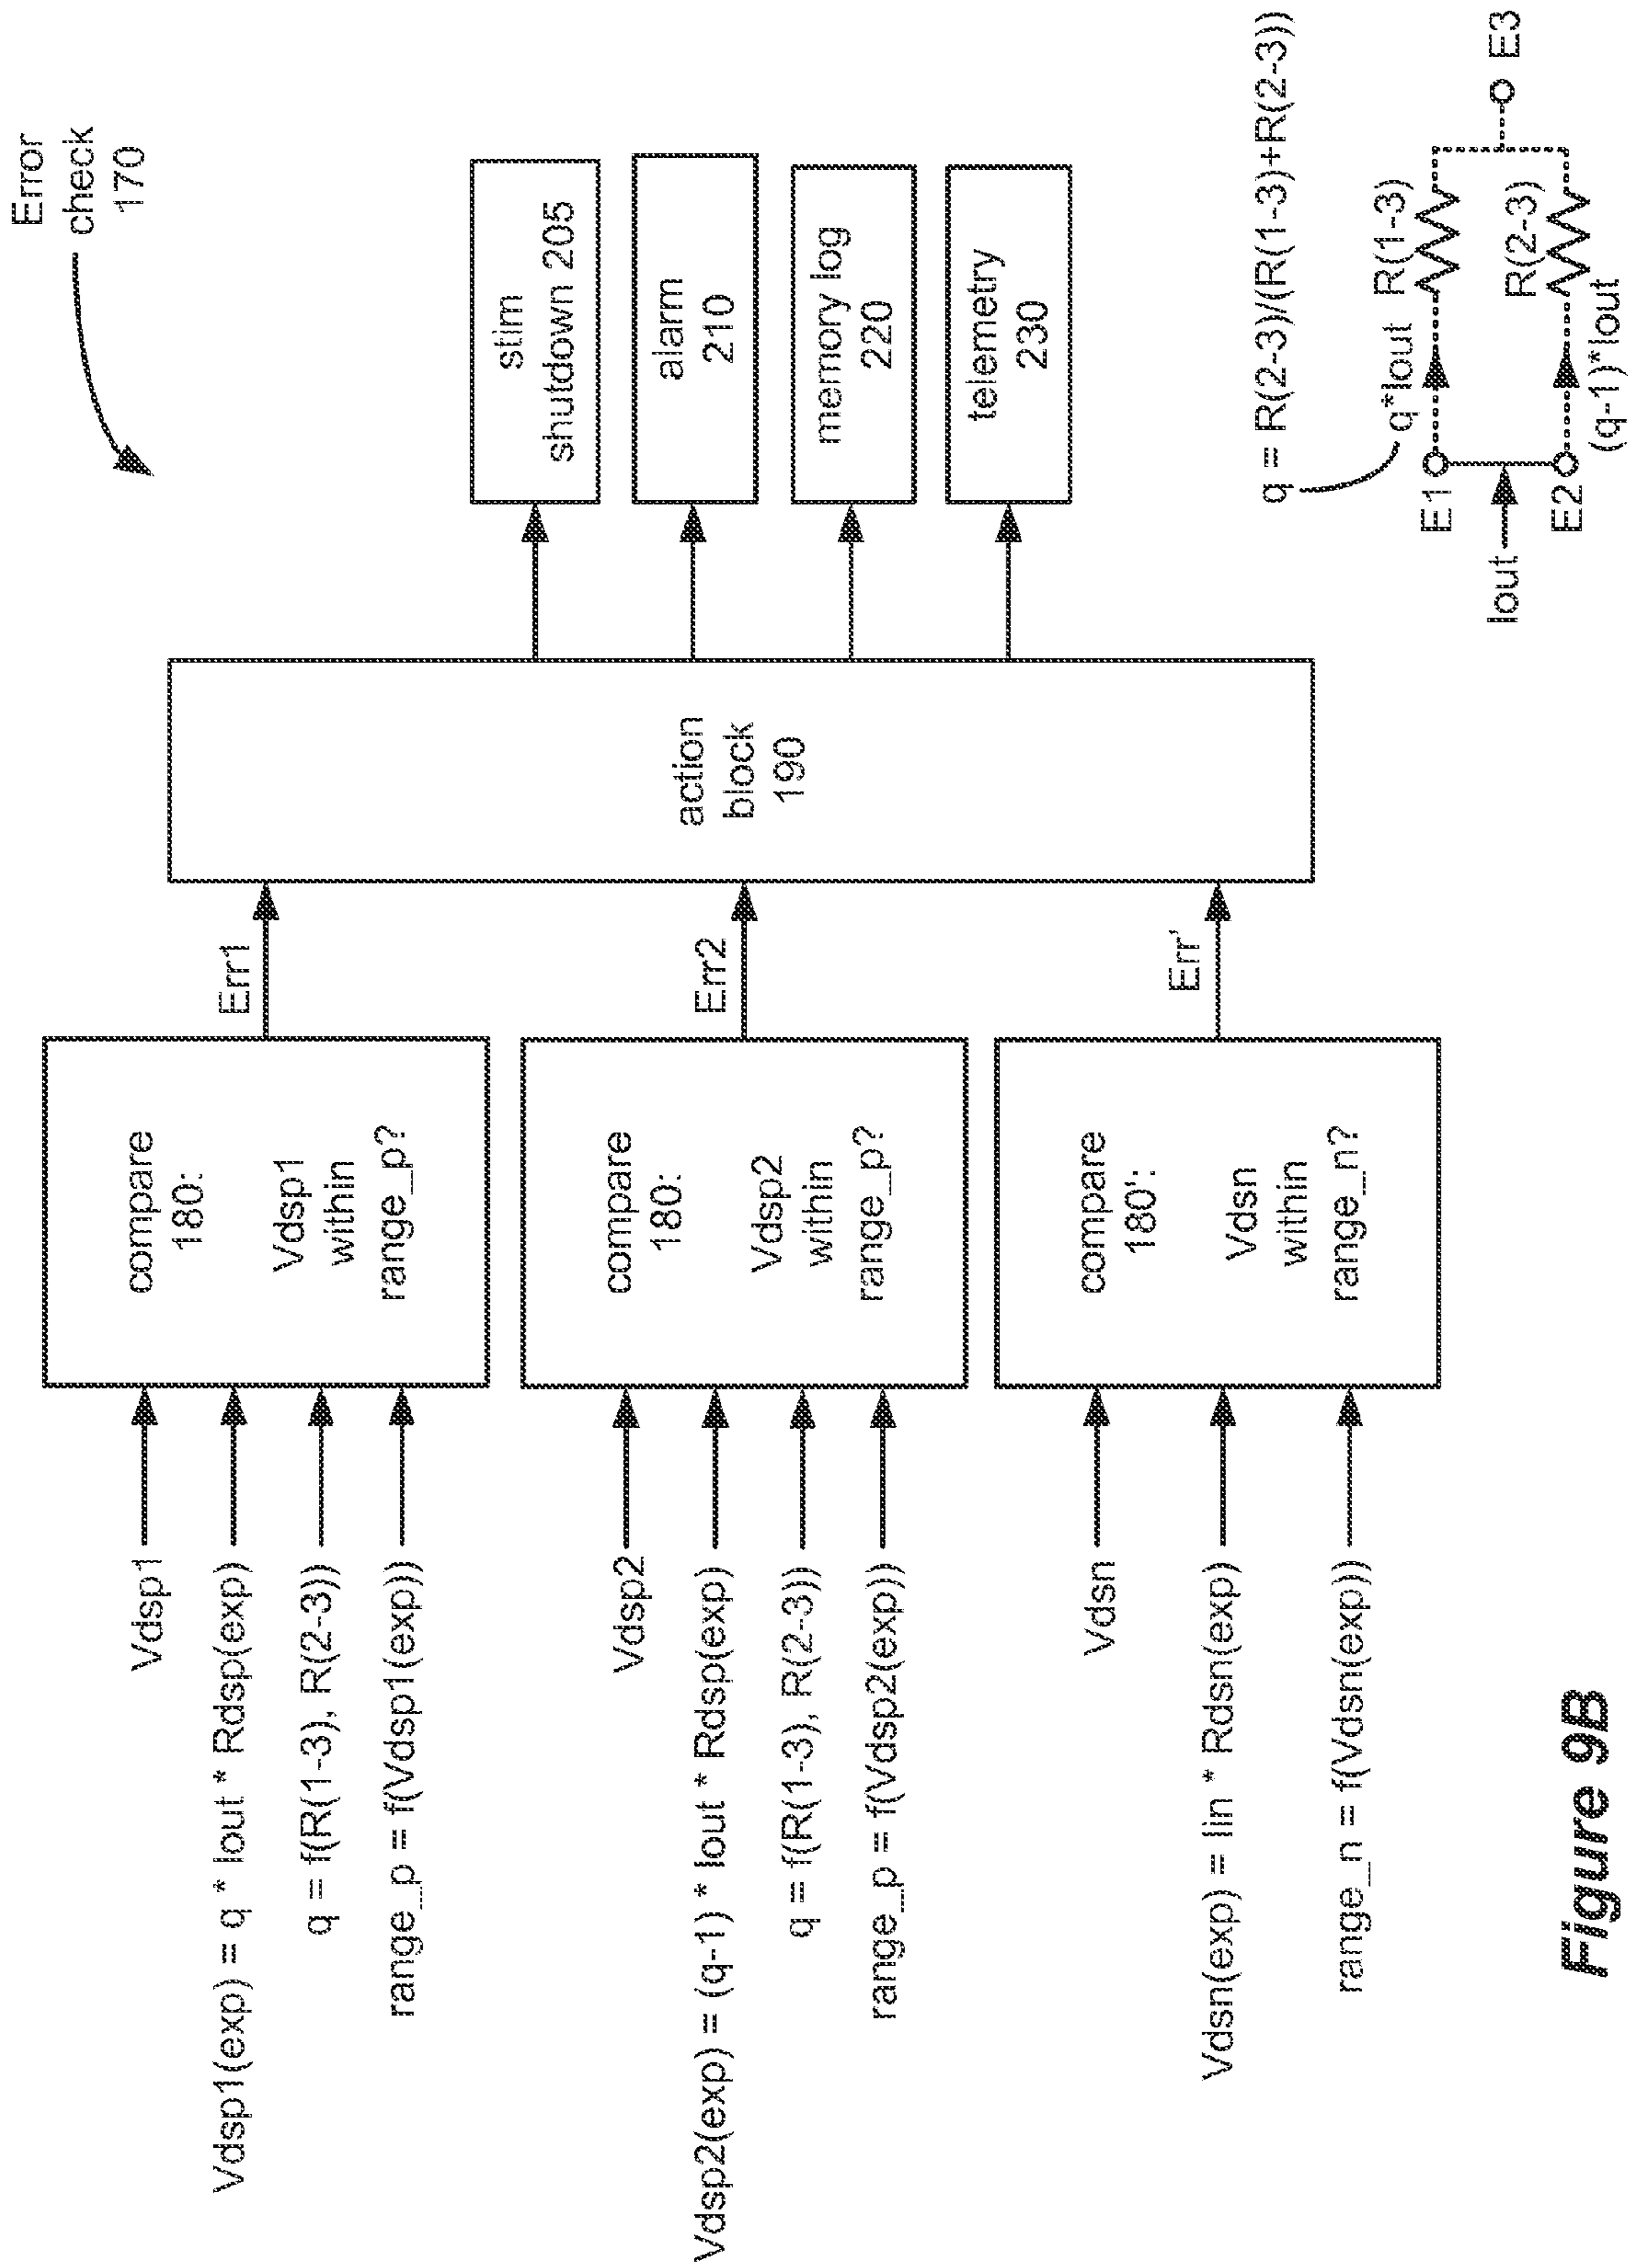 Error
check
170
Vdsp1
Vdsp1(exp) = q * Iout * Rdsp(exp)
q = f(R(1-3), R(2-3))
range_p = f(Vdsp1(exp))
compare
180:
Vdsp1
within
range_p?
Err1
Vdsp2
Vdsp2(exp) = (q-1) * Iout * Rdsp(exp)
q = f(R(1-3), R(2-3))
range_p = f(Vdsp2(exp))
compare
180:
Vdsp2
within
range_p?
Err2
Vdsn
Vdsn(exp) = Iin * Rdsn(exp)
range_n = f(Vdsn(exp))
compare
180':
Vdsn
within
range_n?
Err'
action
block
190
stim
shutdown 205
alarm
210
memory log
220
telemetry
230
q = R(2-3)/(R(1-3)+R(2-3))
q*Iout R(1-3)
E1
E3
Iout
R(2-3)
E2
(q-1)*Iout
Figure 9B